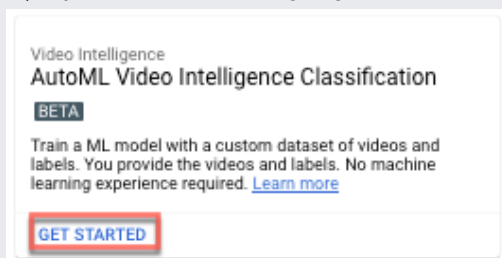 Video Intelligence
AutoML Video Intelligence Classification
BETA
Train a ML model with a custom dataset of videos and
labels. You provide the videos and labels. No machine
learning experience required. Learn more
GET STARTED